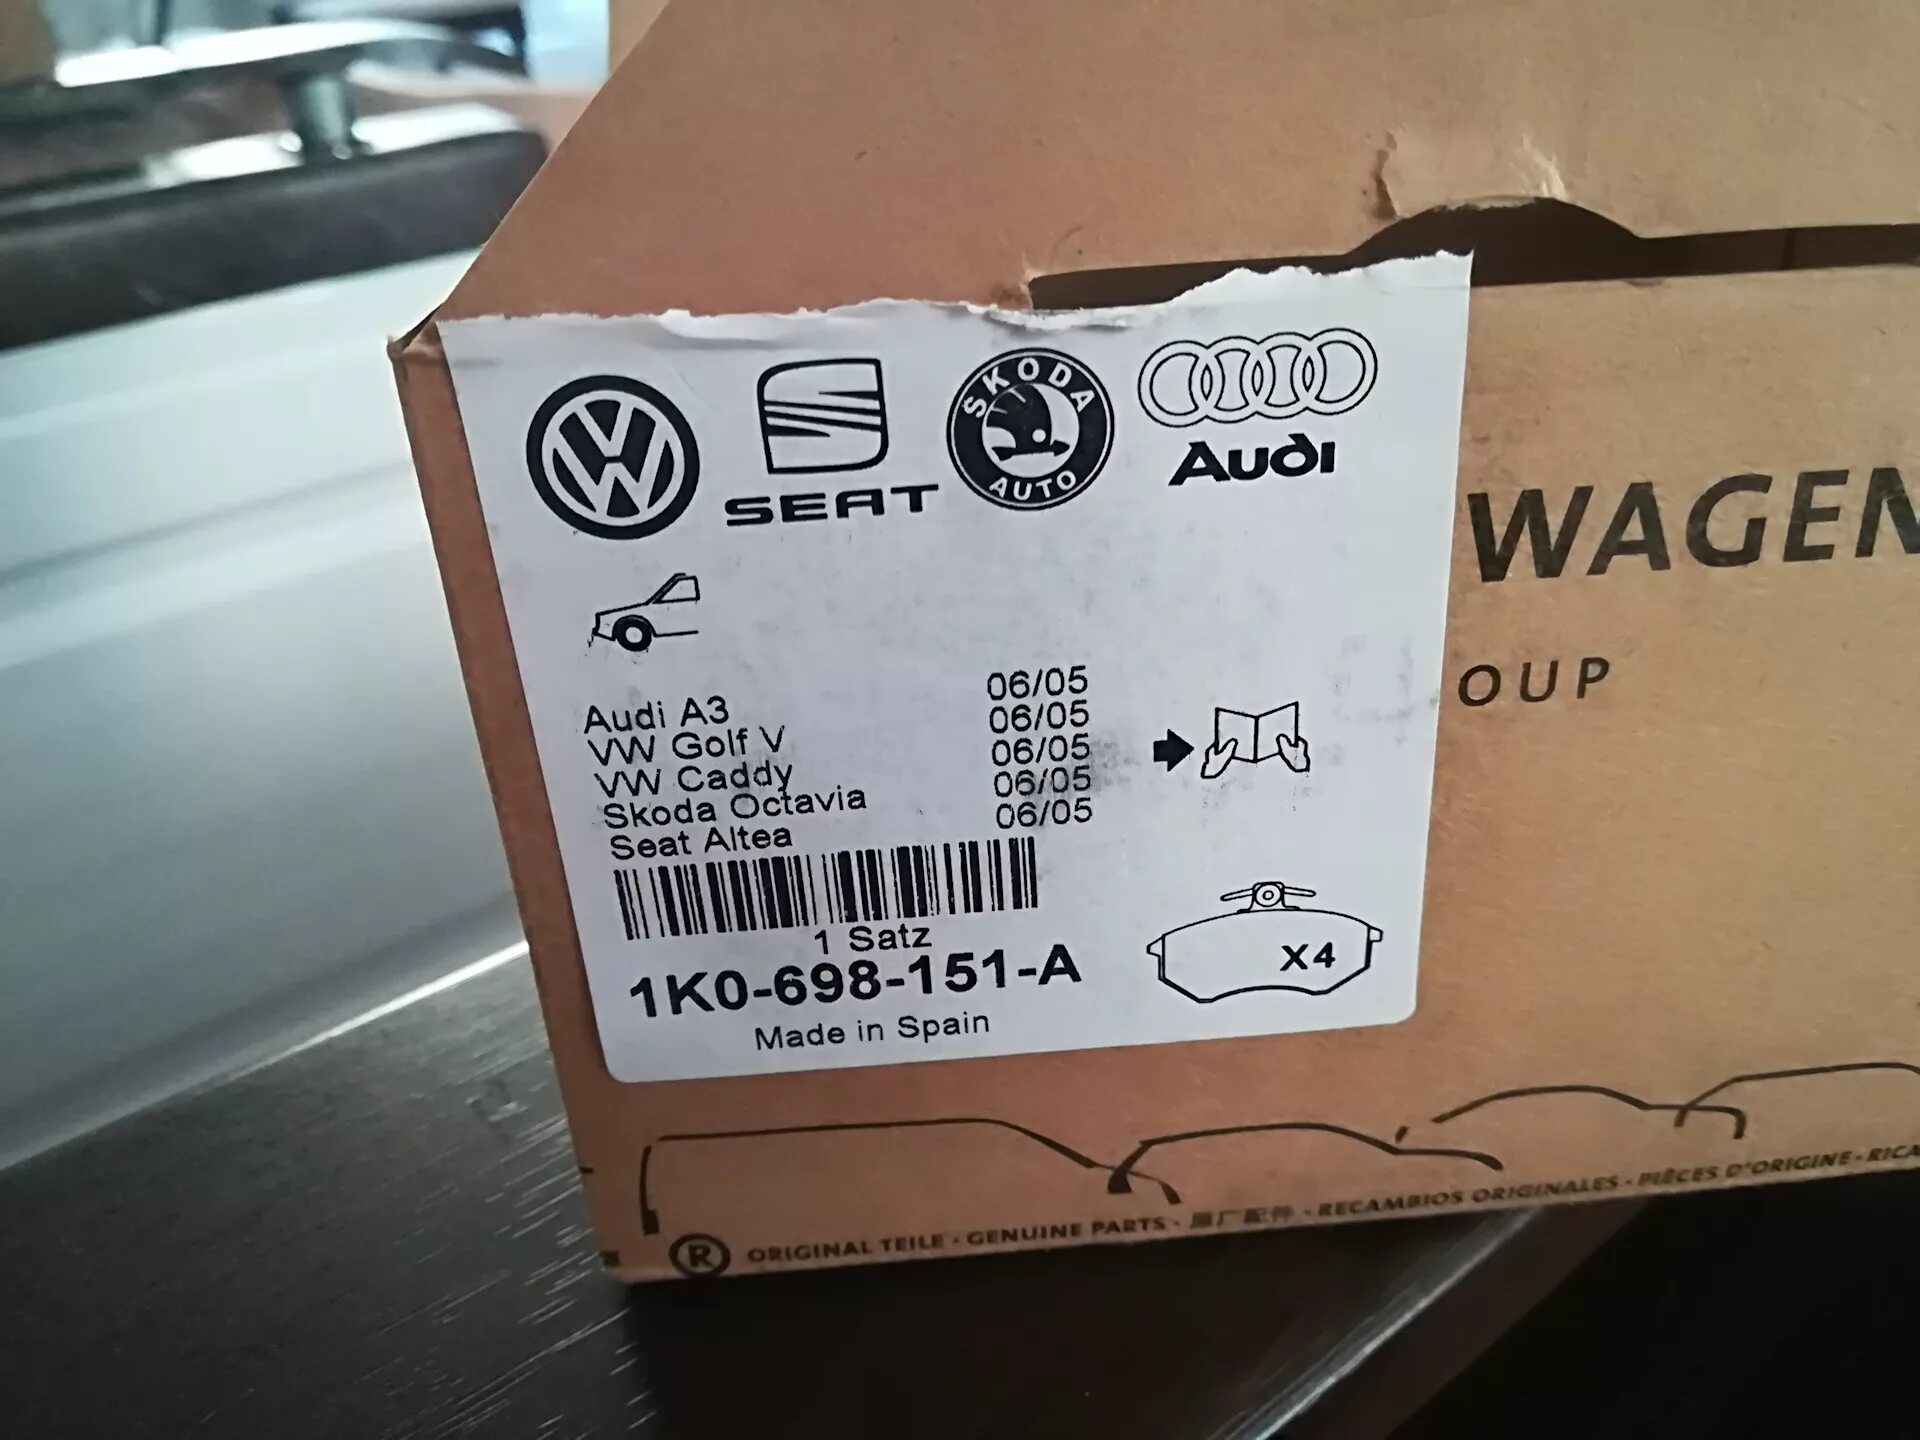 SEAT
ŠKODA
AUTO
Audi
WAGEN
OUP
Audi A3 06/05
VW Golf V 06/05
VW Caddy 06/05
Skoda Octavia 06/05
Seat Altea 06/05
1 Satz
1K0-698-151-A
Made in Spain
X4
® ORIGINAL TEILE · GENUINE PARTS · 原厂配件 · RECAMBIOS ORIGINALES · PIÈCES D'ORIGINE · RICA